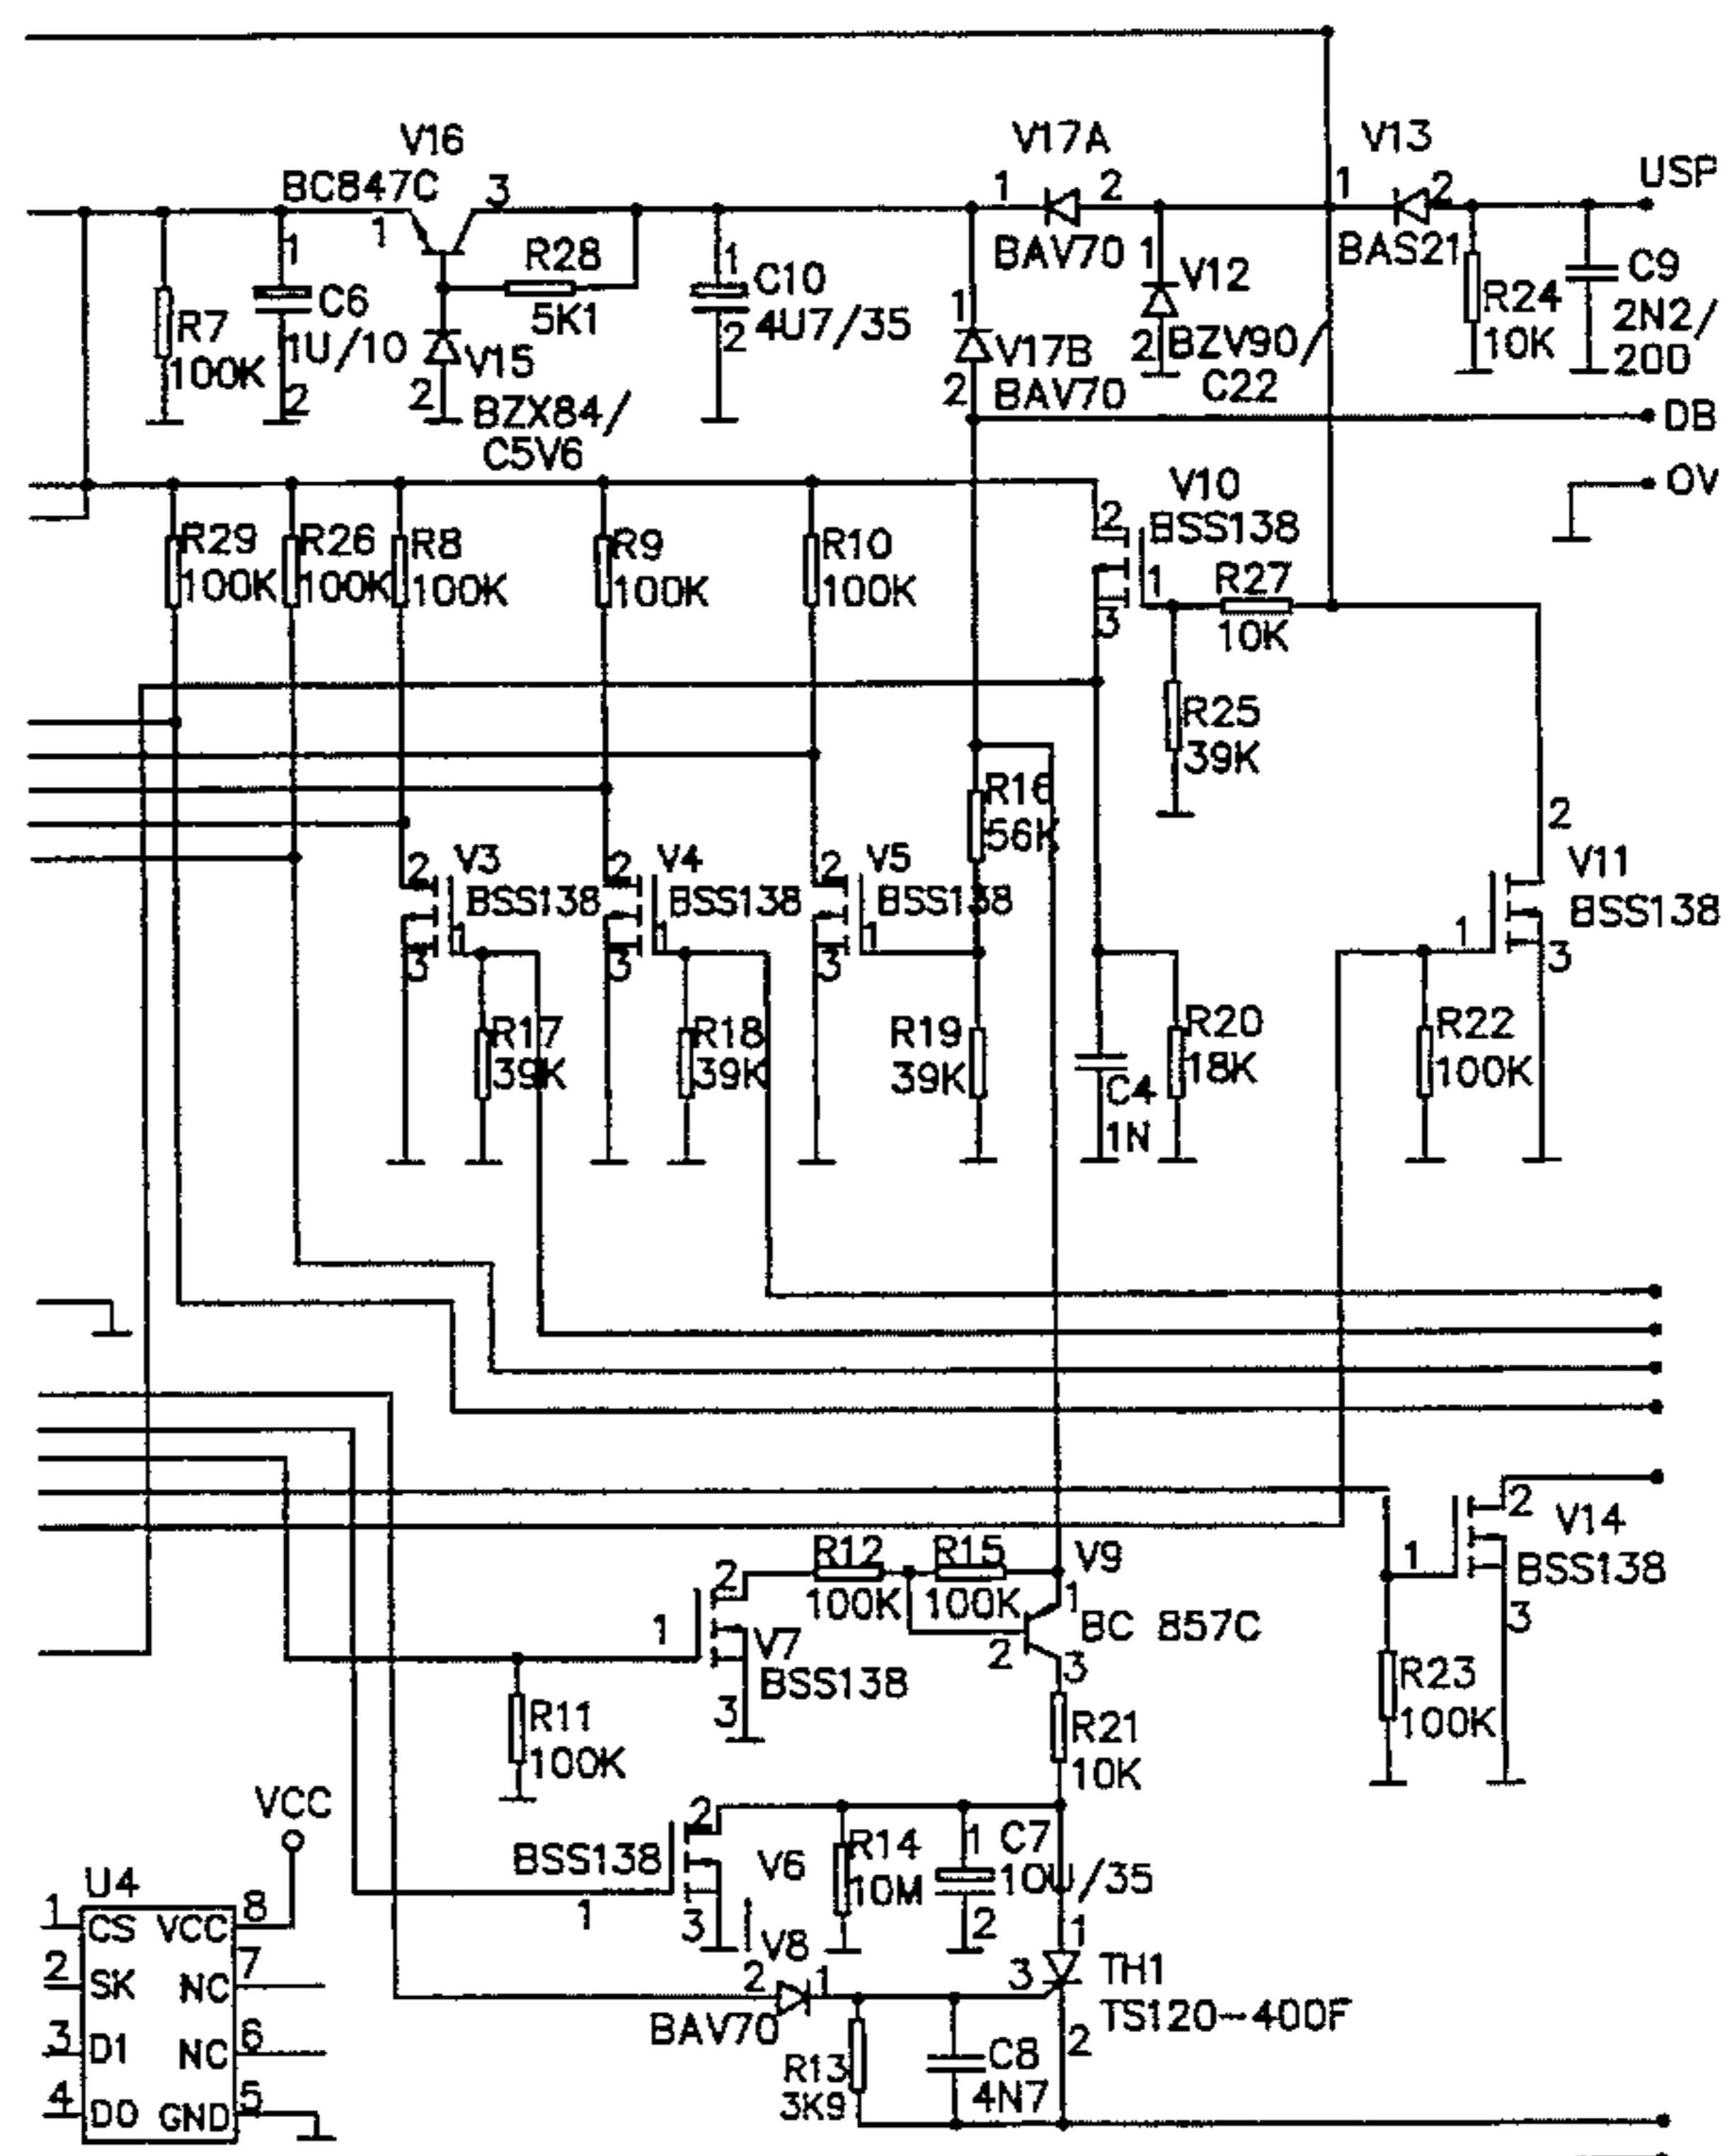 V16
BC847C
1
3
V17A
1
2
BAV70
V13
1
2
BAS21
USP
R7
100K
1
C6
1U/10
2
R28
5K1
V15
2
BZX84/
C5V6
1
C10
4U7/35
2
1
V17B
BAV70
2
1
V12
2
BZV90/
C22
R24
10K
C9
2N2/
200
DB
0V
R29
100K
R26
100K
R8
100K
R9
100K
R10
100K
V10
2
BSS138
1
3
R27
10K
R25
39K
R16
56K
2
V3
BSS138
1
3
2
V4
BSS138
1
3
2
V5
BSS138
1
3
2
V11
BSS138
1
3
R17
39K
R18
39K
R19
39K
C4
1N
R20
18K
R22
100K
R12
100K
R15
100K
V9
1
BC 857C
2
3
2
1
V7
BSS138
3
2
V14
1
BSS138
3
R11
100K
R21
10K
R23
100K
VCC
2
BSS138
V6
1
3
R14
10M
1
C7
10U/35
2
U4
1
CS
VCC
8
2
SK
NC
7
3
D1
NC
6
4
DO
GND
5
V8
2
1
BAV70
1
3
TH1
TS120-400F
2
R13
3K9
C8
4N7